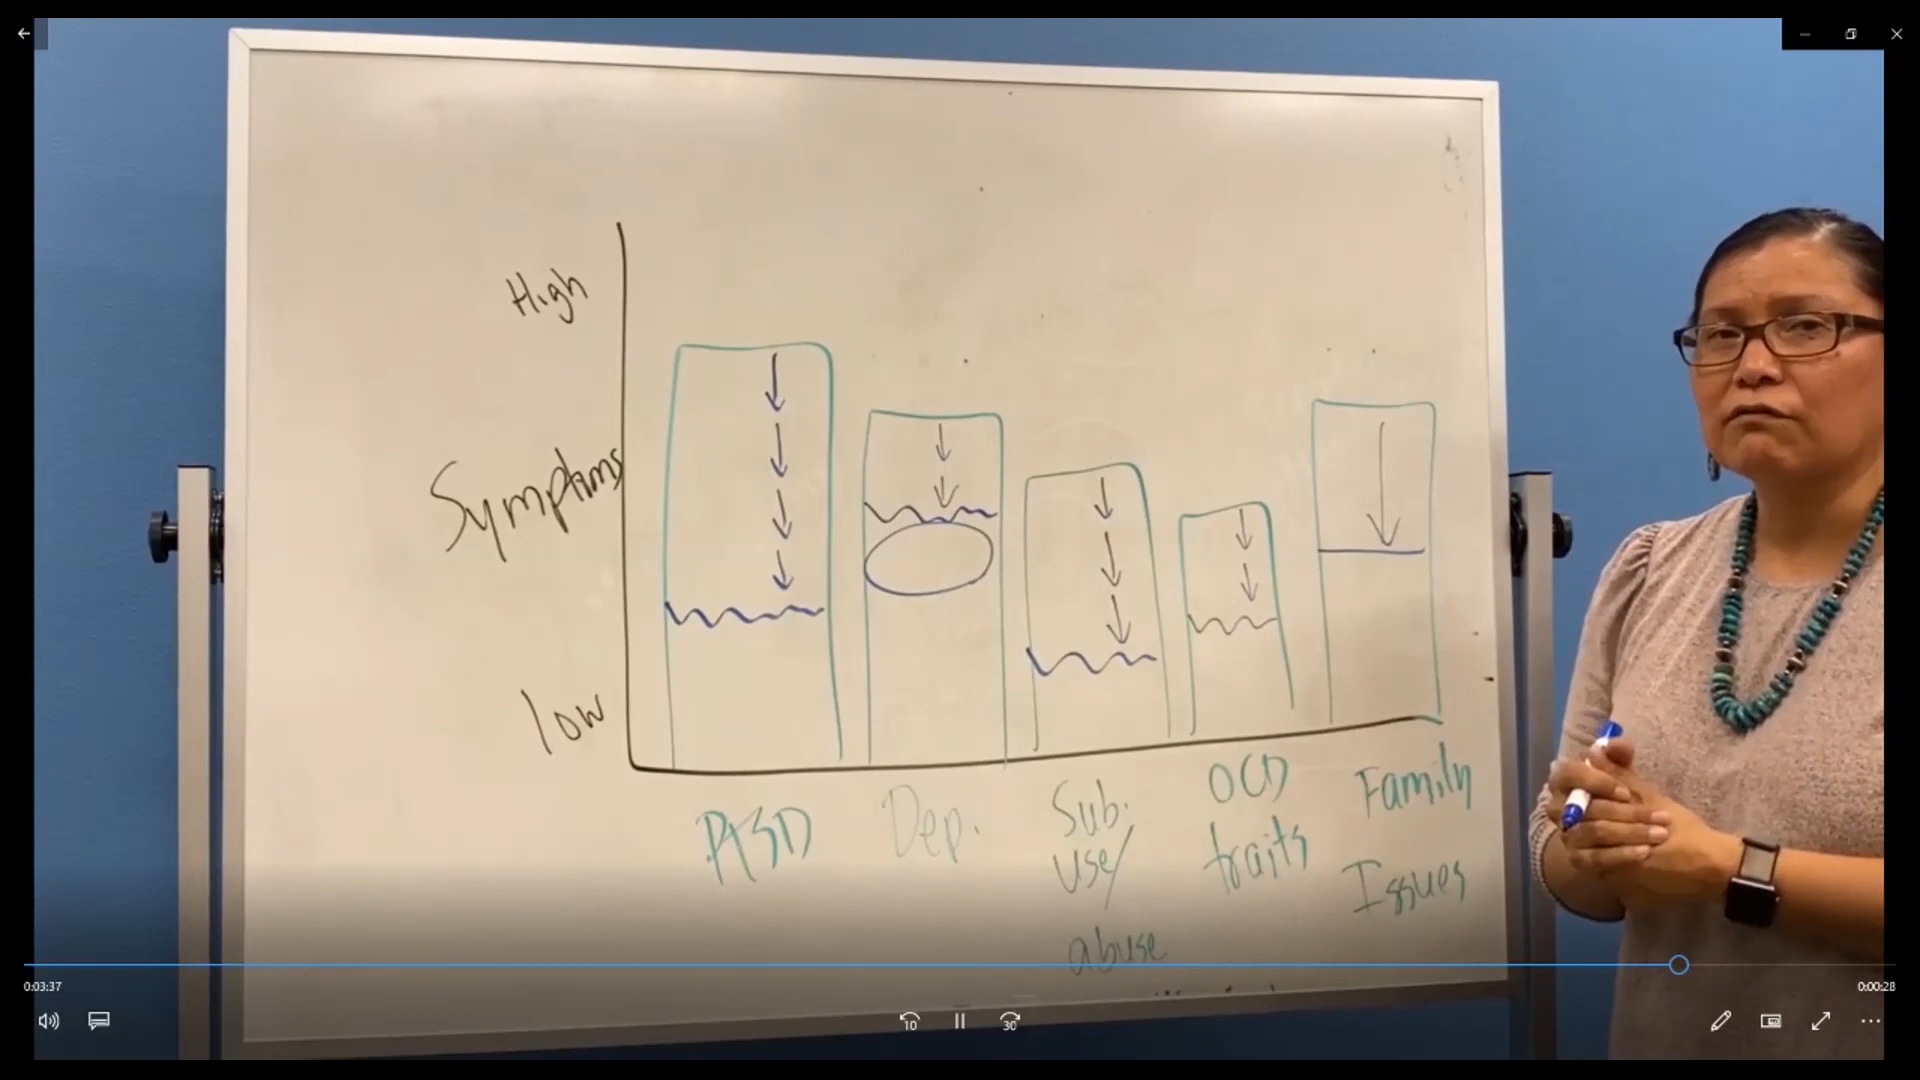 High
Symptoms
low
PTSD
Dep.
Sub.
use/
abuse
OCD
traits
Family
Issues
0:03:37
10
30
0:00:28